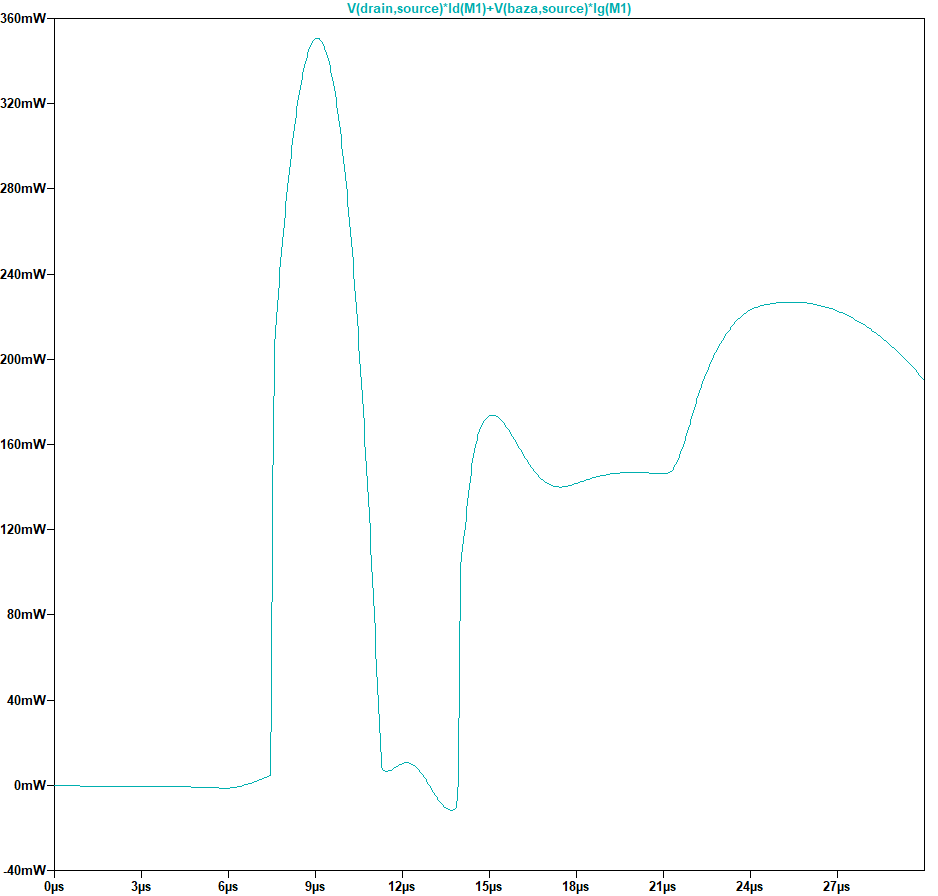 V(drain,source)*Id(M1)+V(baza,source)*Ig(M1)
360mW
320mW
280mW
240mW
200mW
160mW
120mW
80mW
40mW
0mW
-40mW
0µs 3µs 6µs 9µs 12µs 15µs 18µs 21µs 24µs 27µs